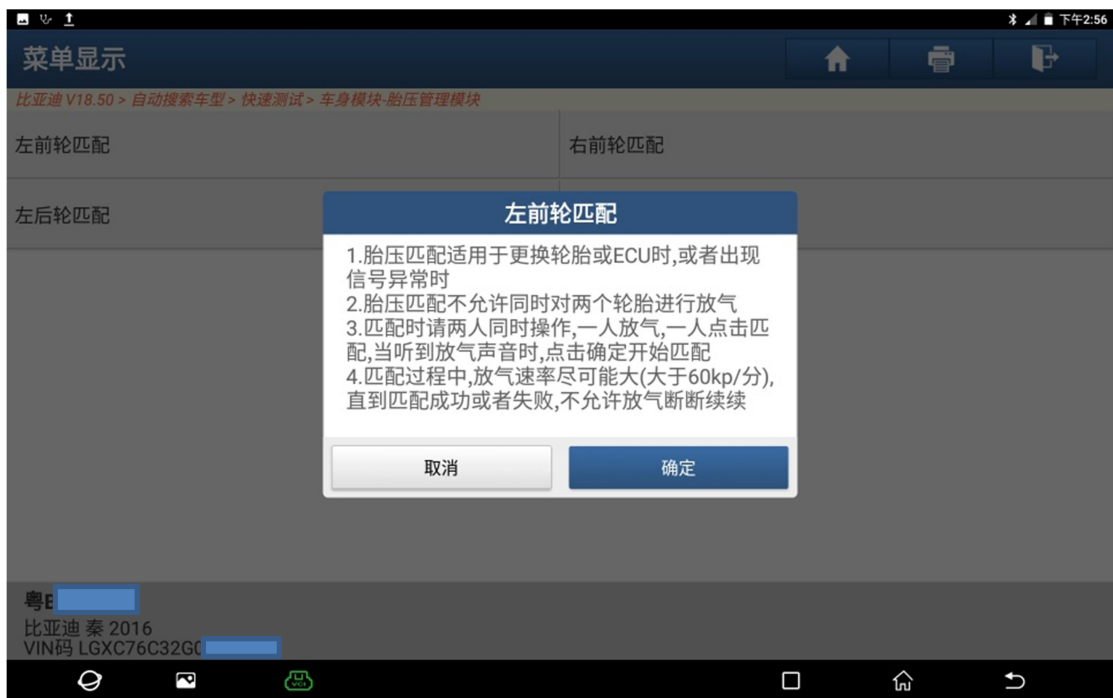 下午2:56
菜单显示
比亚迪 V18.50 > 自动搜索车型 > 快速测试 > 车身模块-胎压管理模块
左前轮匹配
右前轮匹配
左后轮匹配
左前轮匹配
1.胎压匹配适用于更换轮胎或ECU时,或者出现
信号异常时
2.胎压匹配不允许同时对两个轮胎进行放气
3.匹配时请两人同时操作,一人放气,一人点击匹
配,当听到放气声音时,点击确定开始匹配
4.匹配过程中,放气速率尽可能大(大于60kp/分),
直到匹配成功或者失败,不允许放气断断续续
取消
确定
粤B
比亚迪 秦 2016
VIN码 LGXC76C32G0
VCI